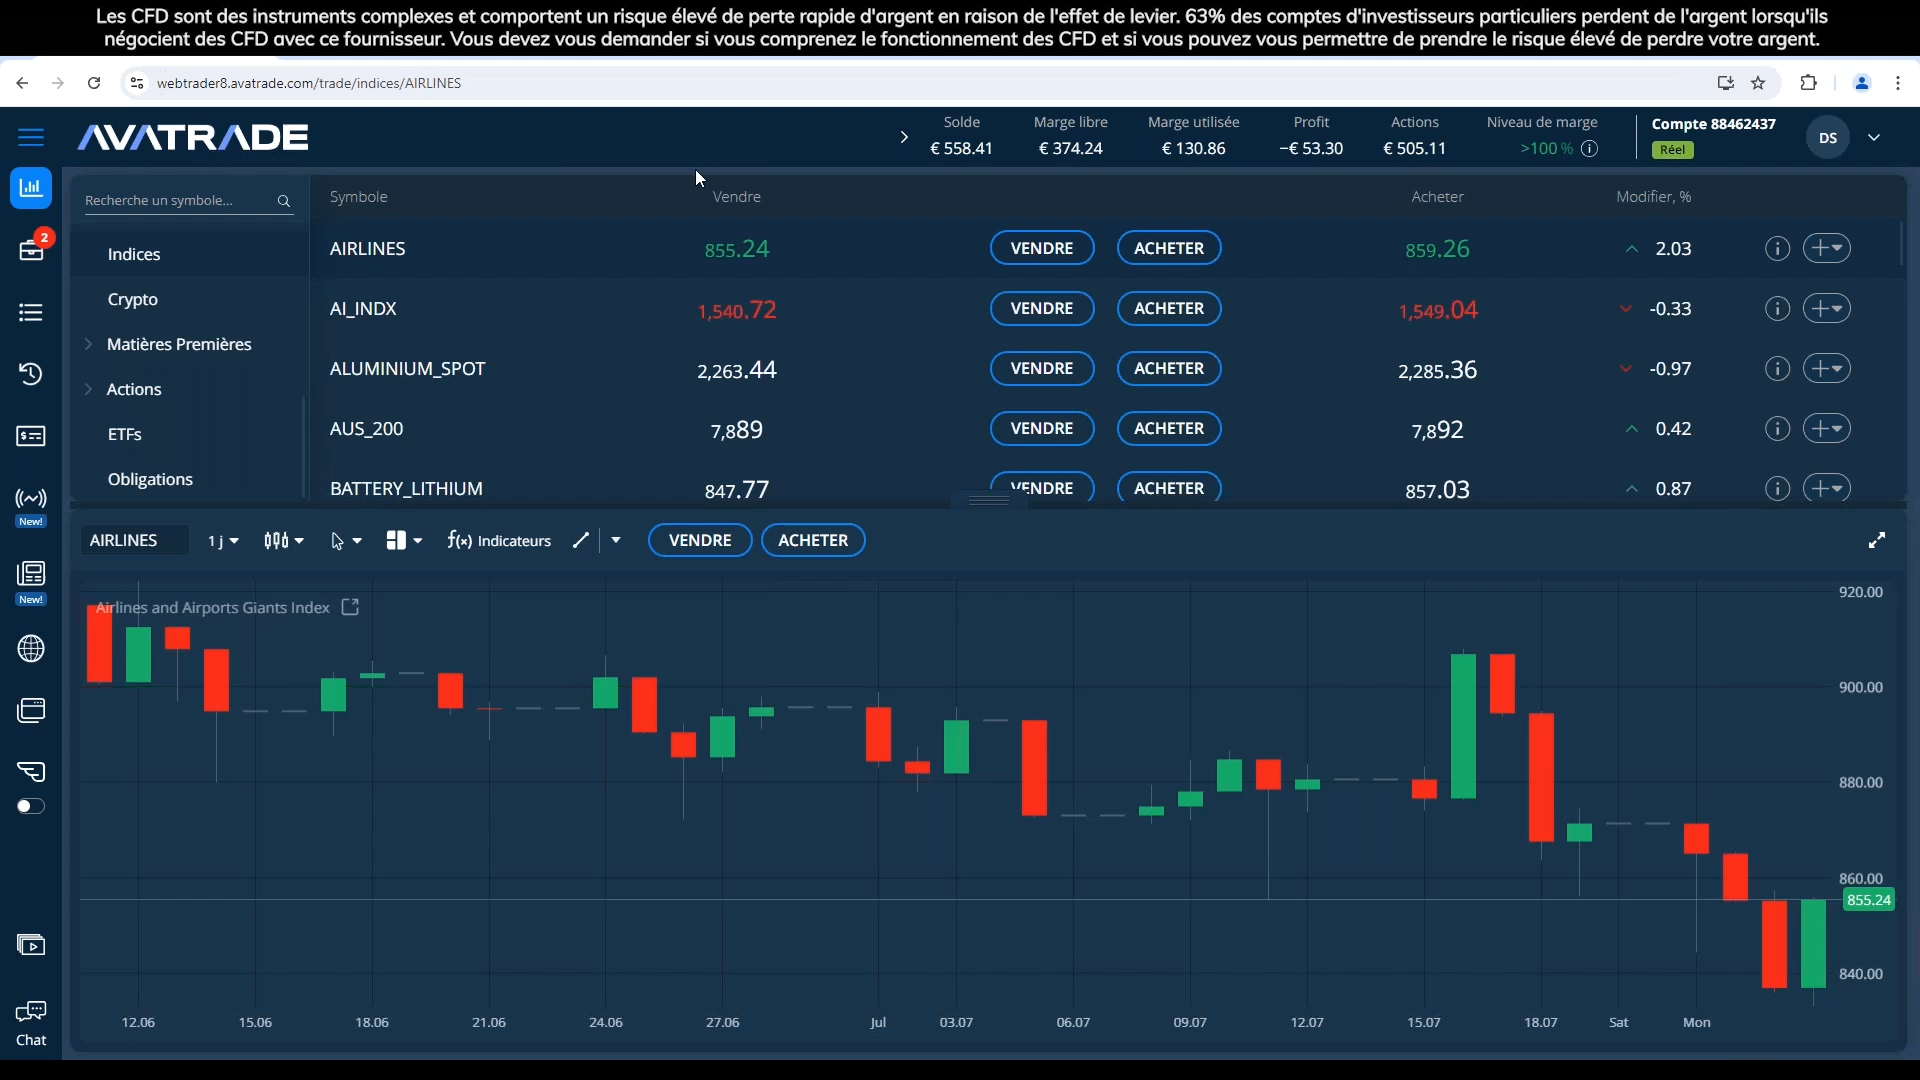 Les CFD sont des instruments complexes et comportent un risque élevé de perte rapide d'argent en raison de l'effet de levier. 63% des comptes d'investisseurs particuliers perdent de l'argent lorsqu'ils
négocient des CFD avec ce fournisseur. Vous devez vous demander si vous comprenez le fonctionnement des CFD et si vous pouvez vous permettre de prendre le risque élevé de perdre votre argent.
webtrader8.avatrade.com/trade/indices/AIRLINES
AVATRADE
Solde Marge libre Marge utilisée Profit Actions Niveau de marge Compte 88462437
€ 558.41 € 374.24 € 130.86 −€ 53.30 € 505.11 >100 % Réel
DS
Recherche un symbole... Symbole Vendre Acheter Modifier, %
2
Indices AIRLINES 855.24 VENDRE ACHETER 859.26 2.03
Crypto AI_INDX 1,540.72 VENDRE ACHETER 1,549.04 -0.33
Matières Premières ALUMINIUM_SPOT 2,263.44 VENDRE ACHETER 2,285.36 -0.97
Actions
ETFs AUS_200 7,889 VENDRE ACHETER 7,892 0.42
Obligations BATTERY_LITHIUM 847.77 VENDRE ACHETER 857.03 0.87
New!
AIRLINES 1 j f(x) Indicateurs VENDRE ACHETER
New!
Airlines and Airports Giants Index
920.00
900.00
880.00
860.00
855.24
840.00
12.06 15.06 18.06 21.06 24.06 27.06 Jul 03.07 06.07 09.07 12.07 15.07 18.07 Sat Mon
Chat